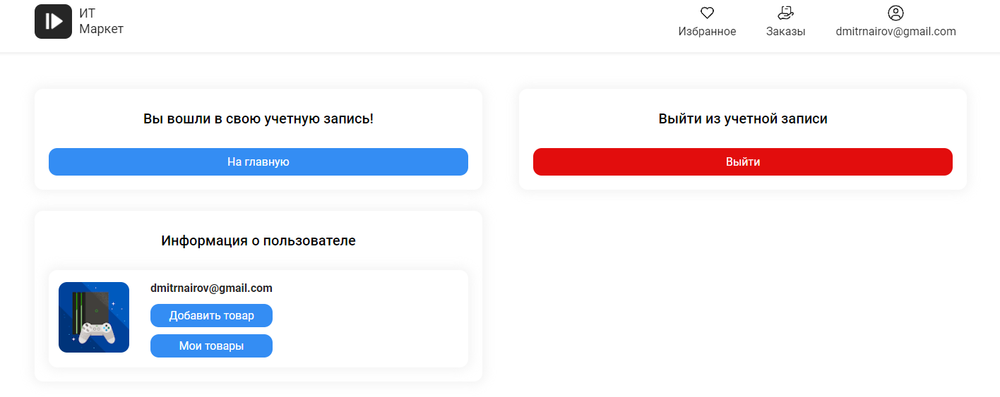 ИТ
Маркет
Избранное
Заказы
dmitrnairov@gmail.com
Вы вошли в свою учетную запись!
На главную
Выйти из учетной записи
Выйти
Информация о пользователе
dmitrnairov@gmail.com
Добавить товар
Мои товары